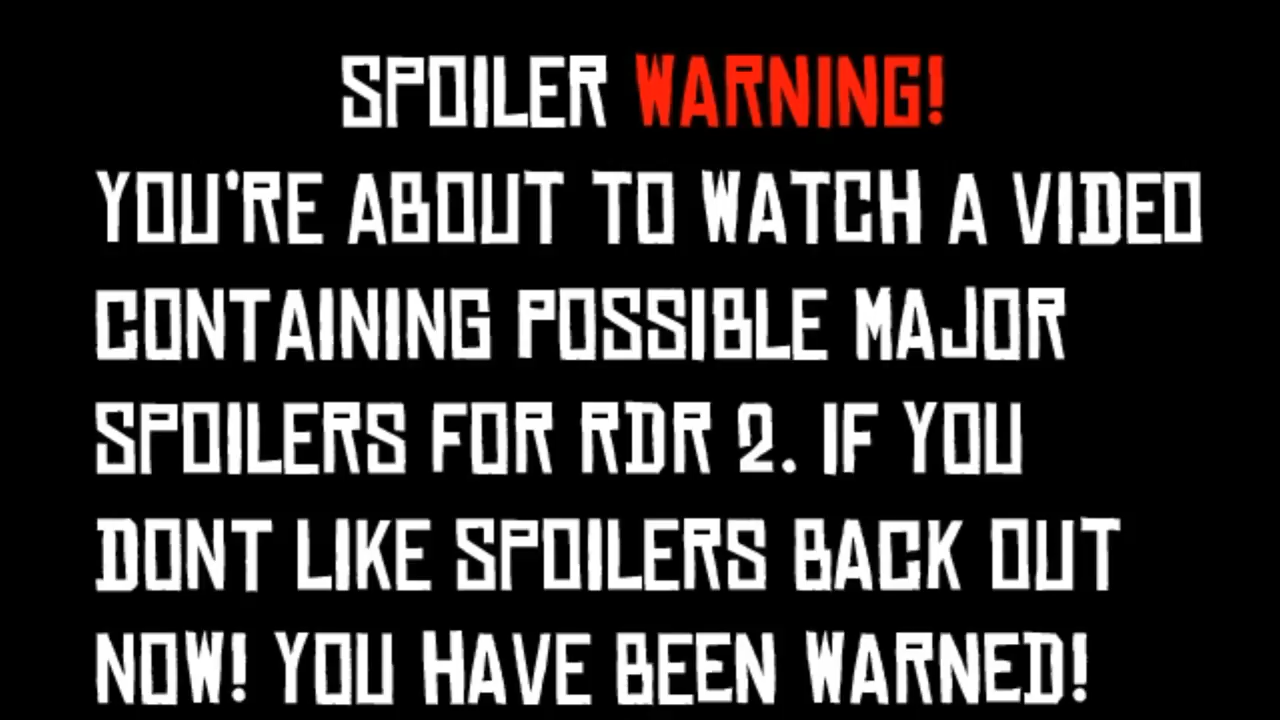 SPOILER WARNING!
YOU'RE ABOUT TO WATCH A VIDEO
CONTAINING POSSIBLE MAJOR
SPOILERS FOR RDR 2. IF YOU
DONT LIKE SPOILERS BACK OUT
NOW! YOU HAVE BEEN WARNED!